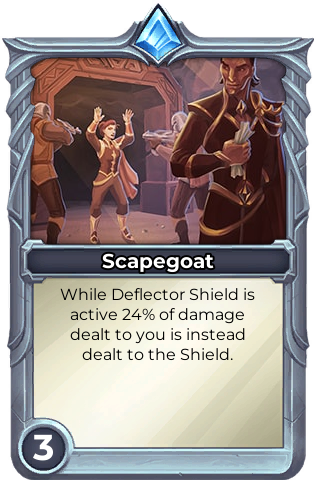 Scapegoat
While Deflector Shield is
active 24% of damage
dealt to you is instead
dealt to the Shield.
3